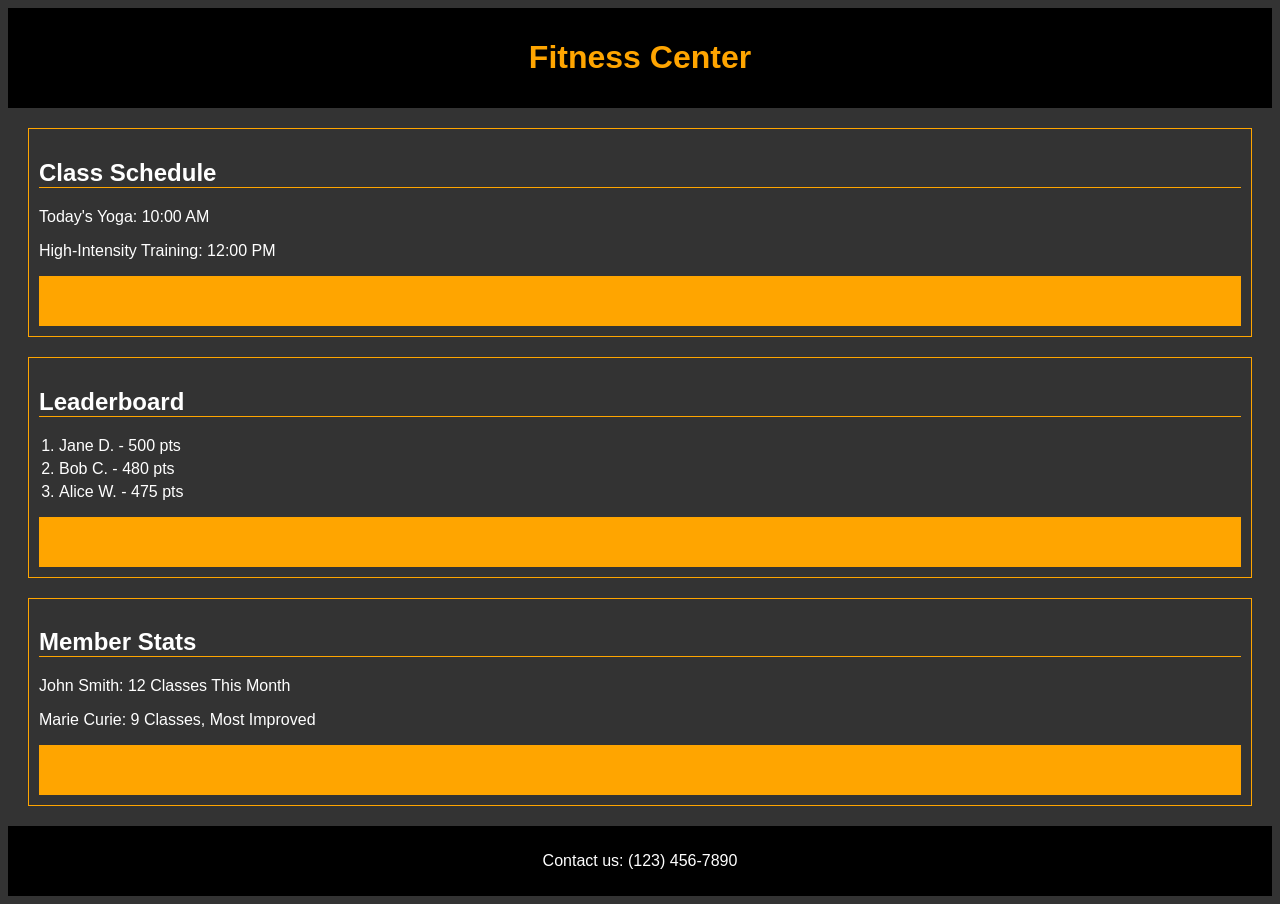 Fitness Center
Class Schedule
Today's Yoga: 10:00 AM
High-Intensity Training: 12:00 PM
Leaderboard
1. Jane D. - 500 pts
2. Bob C. - 480 pts
3. Alice W. - 475 pts
Member Stats
John Smith: 12 Classes This Month
Marie Curie: 9 Classes, Most Improved
Contact us: (123) 456-7890